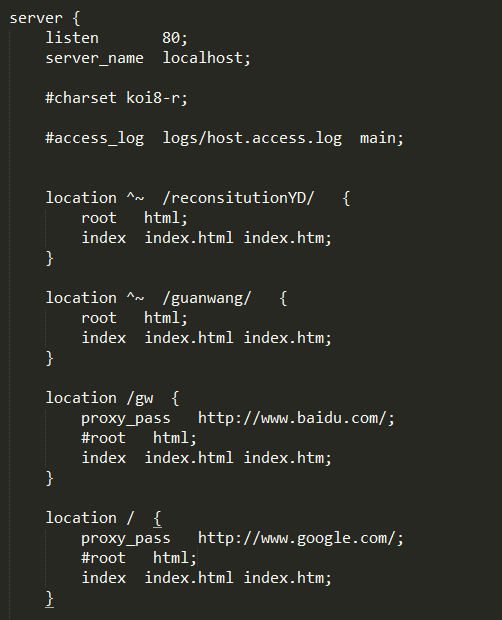 server {
listen 80;
server_name localhost;
#charset koi8-r;
#access_log logs/host.access.log main;
location ^~ /reconsitutionYD/ {
root html;
index index.html index.htm;
}
location ^~ /guanwang/ {
root html;
index index.html index.htm;
}
location /gw {
proxy_pass http://www.baidu.com/;
#root html;
index index.html index.htm;
}
location / {
proxy_pass http://www.google.com/;
#root html;
index index.html index.htm;
}